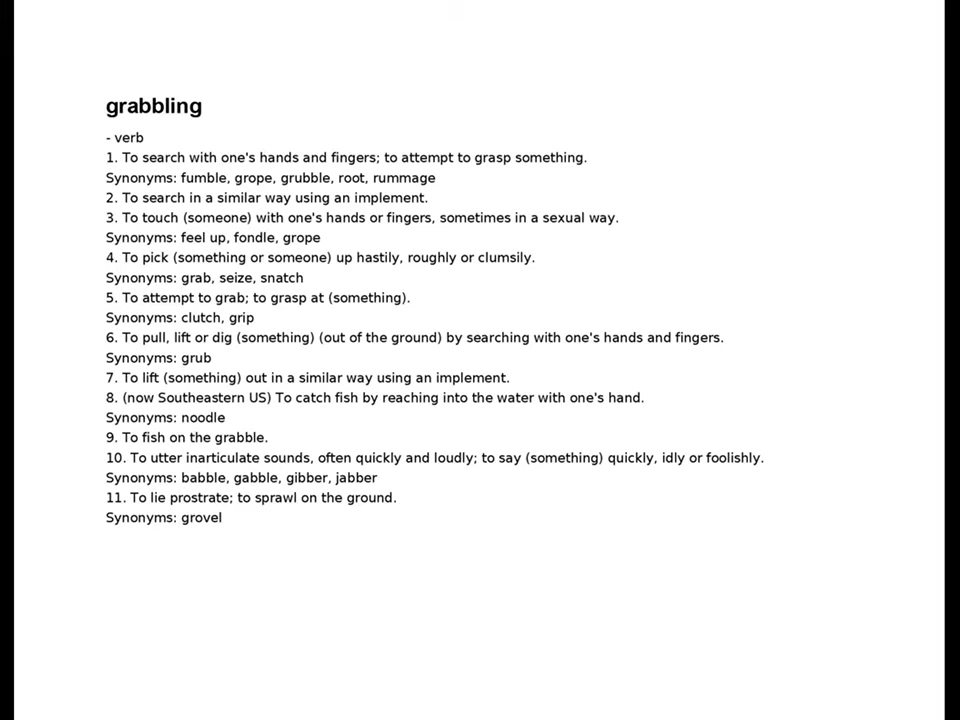 grabbling
- verb
1. To search with one's hands and fingers; to attempt to grasp something.
Synonyms: fumble, grope, grubble, root, rummage
2. To search in a similar way using an implement.
3. To touch (someone) with one's hands or fingers, sometimes in a sexual way.
Synonyms: feel up, fondle, grope
4. To pick (something or someone) up hastily, roughly or clumsily.
Synonyms: grab, seize, snatch
5. To attempt to grab; to grasp at (something).
Synonyms: clutch, grip
6. To pull, lift or dig (something) (out of the ground) by searching with one's hands and fingers.
Synonyms: grub
7. To lift (something) out in a similar way using an implement.
8. (now Southeastern US) To catch fish by reaching into the water with one's hand.
Synonyms: noodle
9. To fish on the grabble.
10. To utter inarticulate sounds, often quickly and loudly; to say (something) quickly, idly or foolishly.
Synonyms: babble, gabble, gibber, jabber
11. To lie prostrate; to sprawl on the ground.
Synonyms: grovel